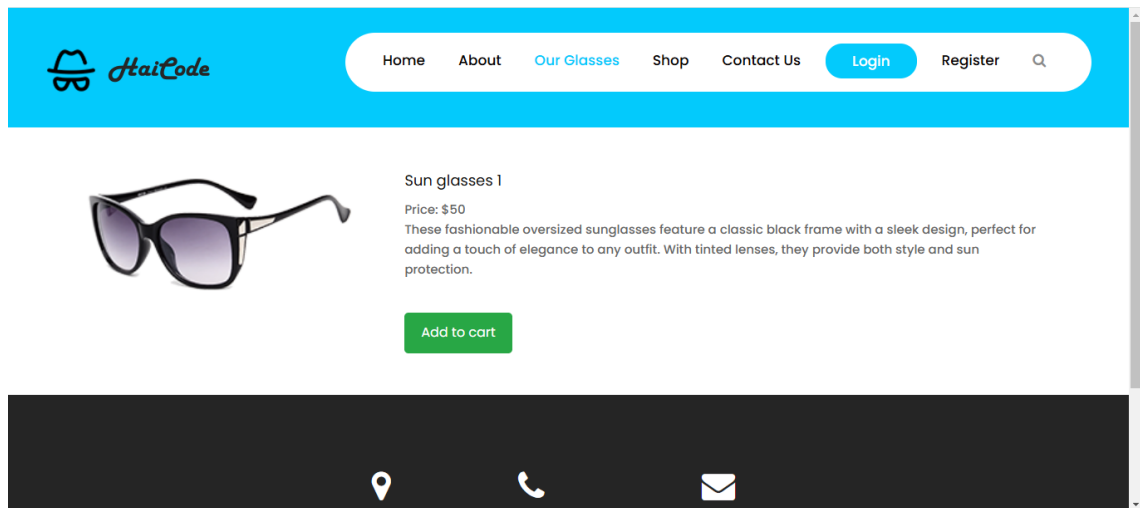 HaiCode
Home About Our Glasses Shop Contact Us Login Register
Sun glasses 1
Price: $50
These fashionable oversized sunglasses feature a classic black frame with a sleek design, perfect for
adding a touch of elegance to any outfit. With tinted lenses, they provide both style and sun
protection.
Add to cart